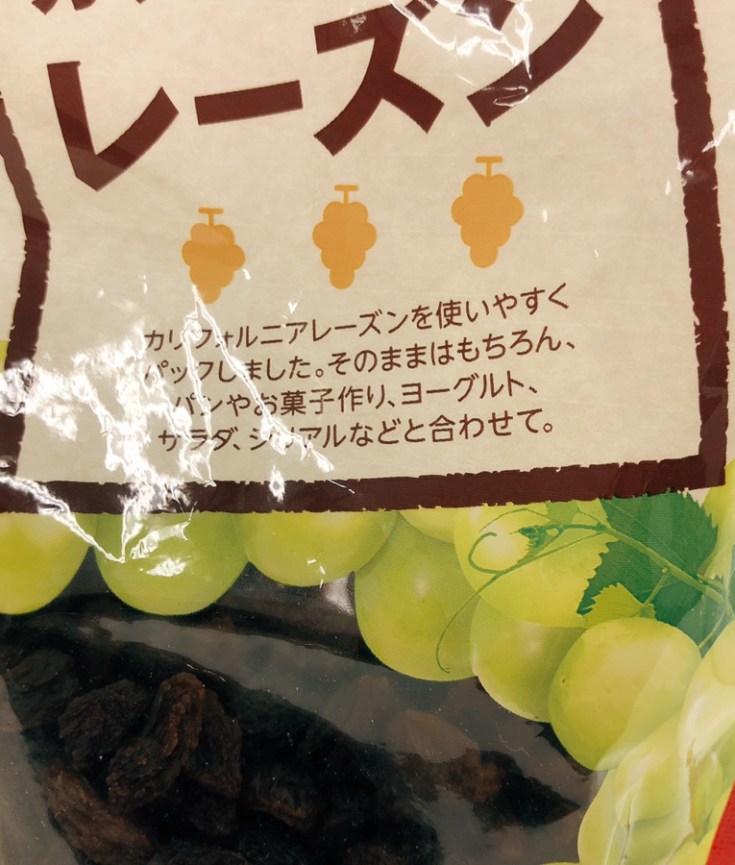 レーズン
カリフォルニアレーズンを使いやすく
パックしました。そのままはもちろん、
パンやお菓子作り、ヨーグルト、
サラダ、シリアルなどと合わせて。